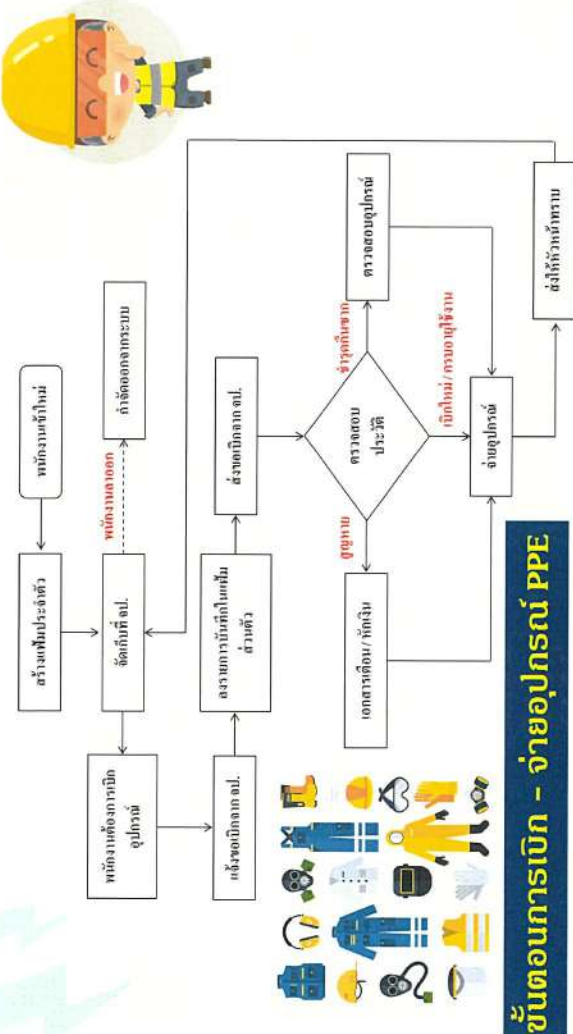 ขั้นตอนการเบิก - จ่ายอุปกรณ์ PPE
พนักงานเข้าใหม่
สร้างแฟ้มประจำตัว
จัดเก็บที่ จป.
พนักงานลาออก
กำจัดออกจากระบบ
พนักงานต้องการเบิก
อุปกรณ์
แจ้งขอเบิกจาก จป.
ลงรายการบันทึกในแฟ้ม
ส่วนตัว
ส่งขอเบิกจาก จป.
ตรวจสอบ
ประวัติ
ชำรุด/เสียหาย
ตรวจสอบอุปกรณ์
สูญหาย
เอกสารเตือน/ หักเงิน
เบิกใหม่ / ครบอายุใช้งาน
จ่ายอุปกรณ์
ส่งให้หัวหน้าทราบ